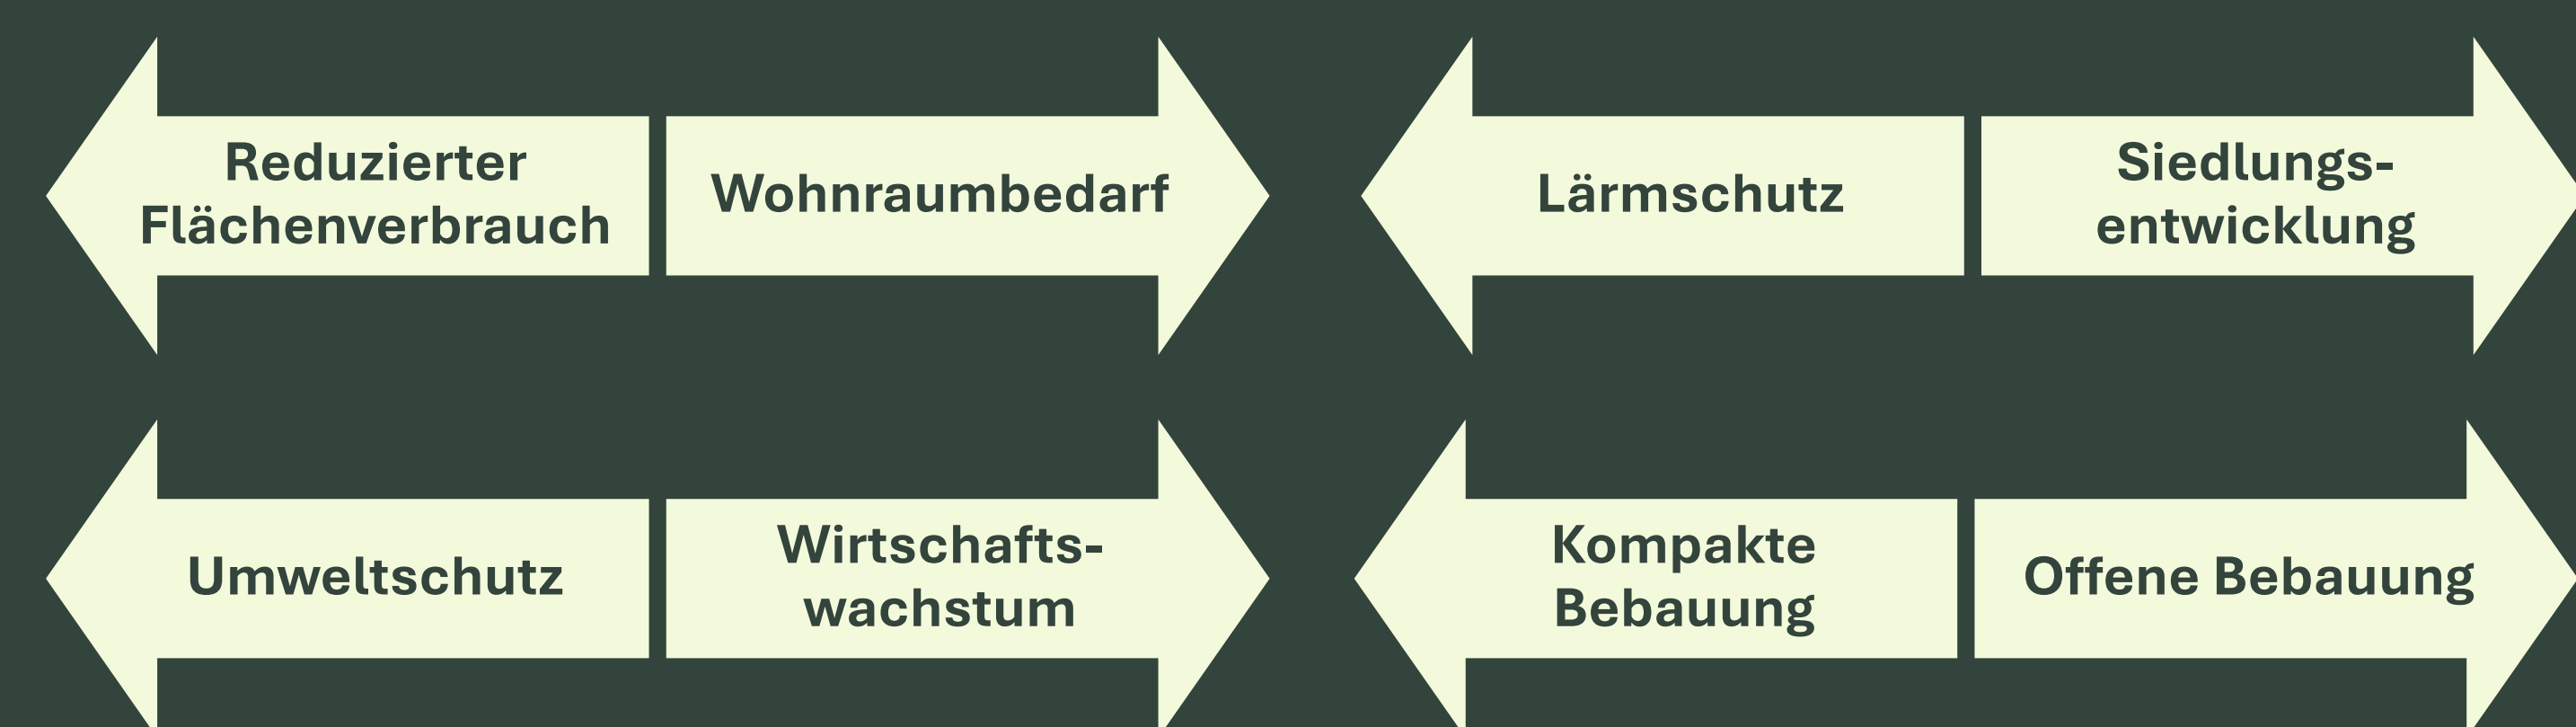 Reduzierter
Flächenverbrauch
Wohnraumbedarf
Lärmschutz
Siedlungs-
entwicklung
Umweltschutz
Wirtschafts-
wachstum
Kompakte
Bebauung
Offene Bebauung